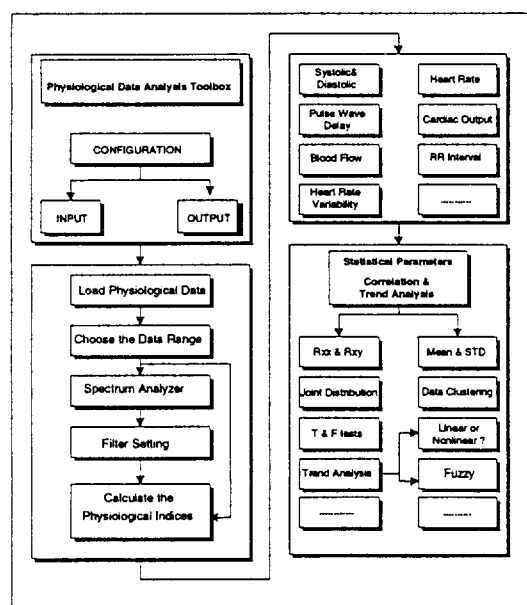 Physiological Data Analysis Toolbox
CONFIGURATION
INPUT
OUTPUT
Load Physiological Data
Choose the Data Range
Spectrum Analyzer
Filter Setting
Calculate the
Physiological Indices
Systolic&
Diastolic
Heart Rate
Pulse Wave
Delay
Cardiac Output
Blood Flow
RR Interval
Heart Rate
Variability
Statistical Parameters
Correlation &
Trend Analysis
Rxx & Rxy
Mean & STD
Joint Distribution
Data Clustering
T & F tests
Linear or
Nonlinear ?
Trend Analysis
Fuzzy